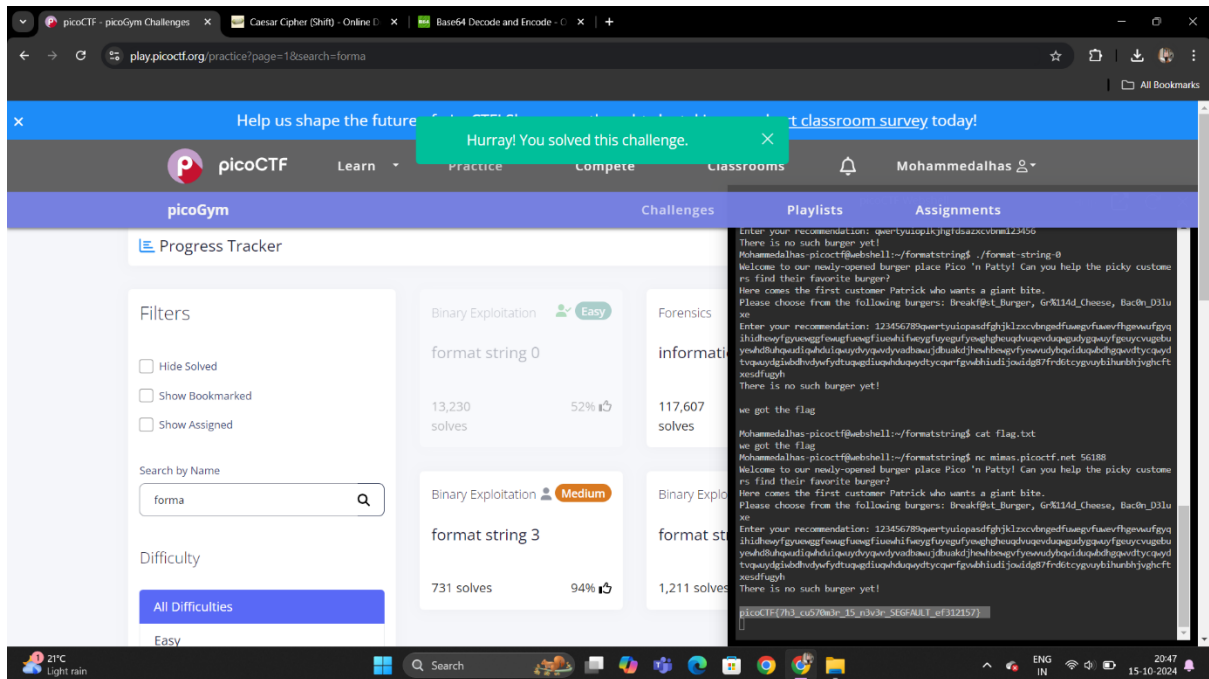 picoCTF - picoGym Challenges
Caesar Cipher (Shift) - Online D
Base64 Decode and Encode - O
play.picoctf.org/practice?page=1&search=forma
All Bookmarks
Help us shape the future
rt classroom survey today!
Hurray! You solved this challenge.
picoCTF
Learn
Practice
Compete
Classrooms
Mohammedalhas
picoGym
Challenges
Playlists
Assignments
Progress Tracker
Filters
Hide Solved
Show Bookmarked
Show Assigned
Search by Name
forma
Difficulty
All Difficulties
Easy
Binary Exploitation
Easy
format string 0
13,230
solves
52%
Forensics
informati
117,607
solves
Binary Exploitation
Medium
format string 3
731 solves
94%
Binary Explo
format st
1,211 solves
Enter your recommendation: qwertyuioplkjhgfdsazxcvbnm123456
There is no such burger yet!
Mohammedalhas-picoctf@webshell:~/formatstring$ ./format-string-0
Welcome to our newly-opened burger place Pico 'n Patty! Can you help the picky custome
rs find their favorite burger?
Here comes the first customer Patrick who wants a giant bite.
Please choose from the following burgers: Breakf@st_Burger, Gr%114d_Cheese, Bac0n_D3lu
xe
Enter your recommendation:
There is no such burger yet!
we got the flag
Mohammedalhas-picoctf@webshell:~/formatstring$ cat flag.txt
we got the flag
Mohammedalhas-picoctf@webshell:~/formatstring$ nc mimas.picoctf.net 56188
Welcome to our newly-opened burger place Pico 'n Patty! Can you help the picky custome
rs find their favorite burger?
Here comes the first customer Patrick who wants a giant bite.
Please choose from the following burgers: Breakf@st_Burger, Gr%114d_Cheese, Bac0n_D3lu
xe
Enter your recommendation:
There is no such burger yet!
picoCTF{7h3_cu570m3r_15_n3v3r_SEGFAULT_ef312157}
21°C
Light rain
Search
ENG
IN
20:47
15-10-2024